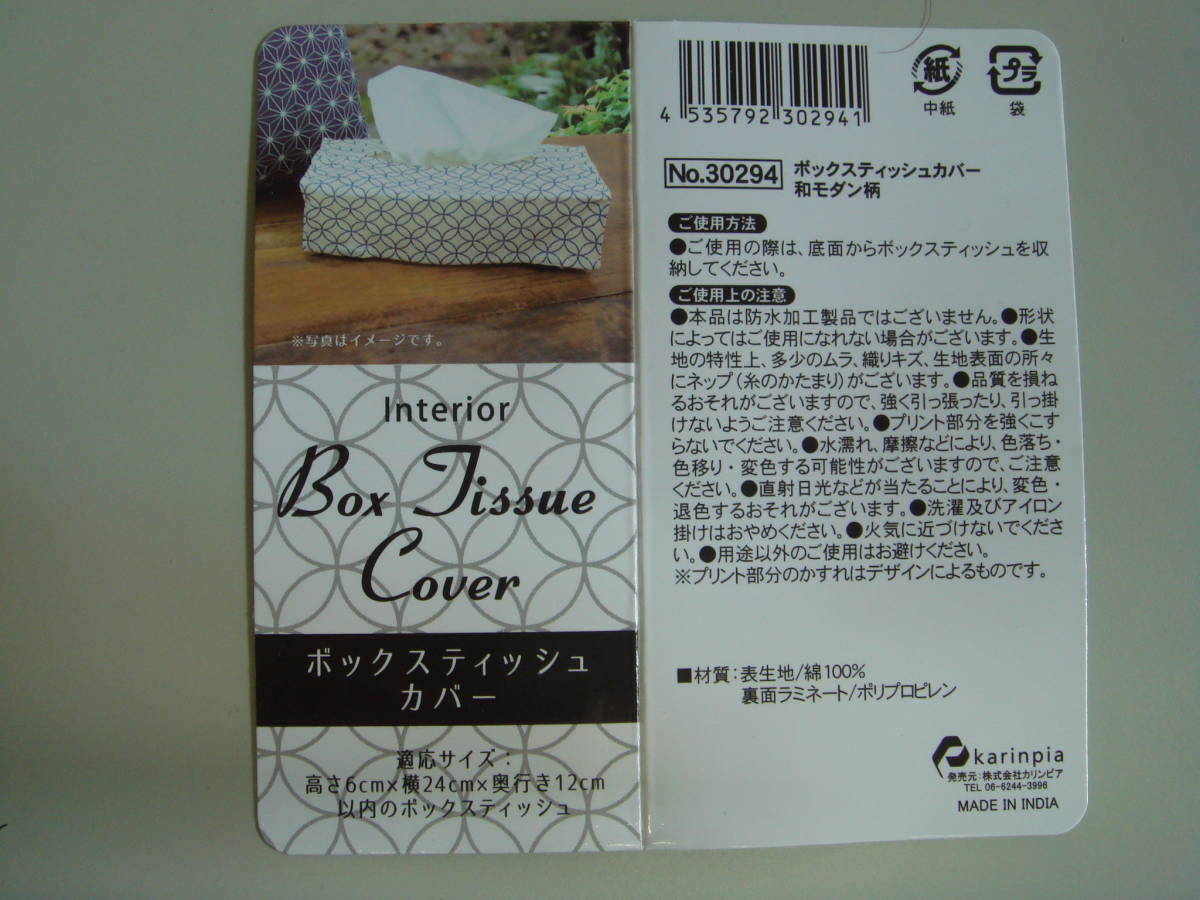 ※写真はイメージです。
Interior
Box Tissue
Cover
ボックスティッシュ
カバー
適応サイズ：
高さ6cm×横24cm×奥行き12cm
以内のボックスティッシュ
4 535792 302941
紙
中紙
プラ
袋
No.30294
ボックスティッシュカバー
和モダン柄
ご使用方法
●ご使用の際は、底面からボックスティッシュを収
納してください。
ご使用上の注意
●本品は防水加工製品ではございません。●形状
によってはご使用になれない場合がございます。●生
地の特性上、多少のムラ、織りキズ、生地表面の所々
にネップ(糸のかたまり)がございます。●品質を損ね
るおそれがございますので、強く引っ張ったり、引っ掛
けないようご注意ください。●プリント部分を強くこす
らないでください。●水濡れ、摩擦などにより、色落ち・
色移り・変色する可能性がございますので、ご注意
ください。●直射日光などが当たることにより、変色・
退色するおそれがございます。●洗濯及びアイロン
掛けはおやめください。●火気に近づけないでくださ
い。●用途以外のご使用はお避けください。
※プリント部分のかすれはデザインによるものです。
■材質：表生地/綿100%
裏面ラミネート/ポリプロピレン
karinpia
発売元：株式会社カリンピア
TEL 06-6244-3996
MADE IN INDIA